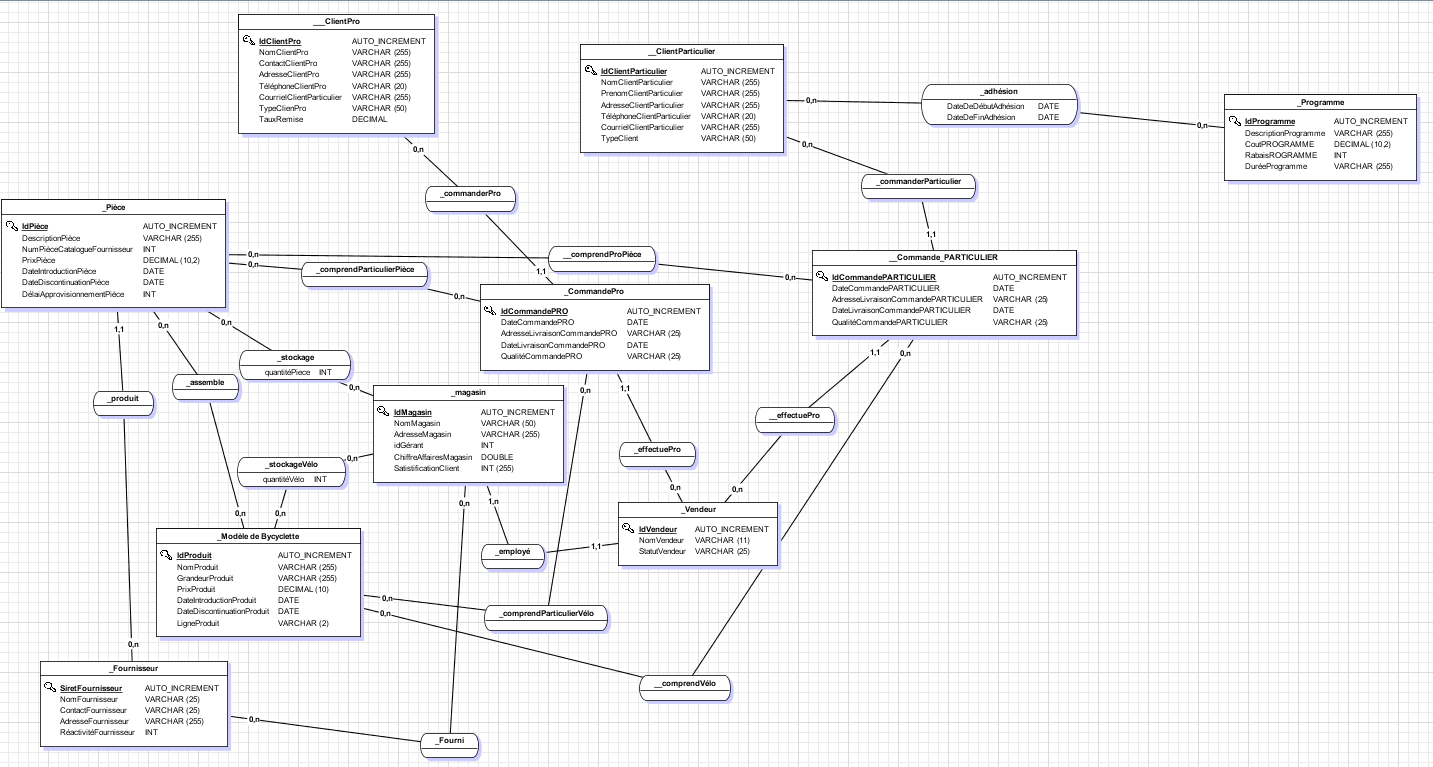 ___ClientPro
IdClientPro AUTO_INCREMENT
NomClientPro VARCHAR (255)
ContactClientPro VARCHAR (255)
AdresseClientPro VARCHAR (255)
TéléphoneClientPro VARCHAR (20)
CourrielClientParticulier VARCHAR (255)
TypeClienPro VARCHAR (50)
TauxRemise DECIMAL
__ClientParticulier
IdClientParticulier AUTO_INCREMENT
NomClientParticulier VARCHAR (255)
PrenomClientParticulier VARCHAR (255)
AdresseClientParticulier VARCHAR (255)
TéléphoneClientParticulier VARCHAR (20)
CourrielClientParticulier VARCHAR (255)
TypeClient VARCHAR (50)
0,n
_adhésion
DateDeDébutAdhésion DATE
DateDeFinAdhésion DATE
0,n
_Programme
IdProgramme AUTO_INCREMENT
DescriptionProgramme VARCHAR (255)
CoutPROGRAMME DECIMAL (10,2)
RabaisROGRAMME INT
DuréeProgramme VARCHAR (255)
0,n
0,n
_commanderPro
_commanderParticulier
1,1
1,1
_Pièce
IdPièce AUTO_INCREMENT
DescriptionPièce VARCHAR (255)
NumPièceCatalogueFournisseur INT
PrixPièce DECIMAL (10,2)
DateIntroductionPièce DATE
DateDiscontinuationPièce DATE
DélaiApprovisionnementPièce INT
0,n
__comprendProPièce
0,n
0,n
_comprendParticulierPièce
0,n
__Commande_PARTICULIER
IdCommandePARTICULIER AUTO_INCREMENT
DateCommandePARTICULIER DATE
AdresseLivraisonCommandePARTICULIER VARCHAR (25)
DateLivraisonCommandePARTICULIER DATE
QualitéCommandePARTICULIER VARCHAR (25)
_CommandePro
IdCommandePRO AUTO_INCREMENT
DateCommandePRO DATE
AdresseLivraisonCommandePRO VARCHAR (25)
DateLivraisonCommandePRO DATE
QualitéCommandePRO VARCHAR (25)
1,1
0,n
0,n
1,1
0,n
_stockage
quantitéPiece INT
0,n
_assemble
_produit
0,n
1,1
_magasin
IdMagasin AUTO_INCREMENT
NomMagasin VARCHAR (50)
AdresseMagasin VARCHAR (255)
idGérant INT
ChiffreAffairesMagasin DOUBLE
SatistificationClient INT (255)
__effectuePro
_effectuePro
0,n
_stockageVélo
quantitéVélo INT
0,n
0,n
0,n
1,n
0,n
0,n
_Vendeur
IdVendeur AUTO_INCREMENT
NomVendeur VARCHAR (11)
StatutVendeur VARCHAR (25)
_employé
1,1
_Modèle de Bycyclette
IdProduit AUTO_INCREMENT
NomProduit VARCHAR (255)
GrandeurProduit VARCHAR (255)
PrixProduit DECIMAL (10)
DateIntroductionProduit DATE
DateDiscontinuationProduit DATE
LigneProduit VARCHAR (2)
0,n
0,n
_comprendParticulierVélo
0,n
__comprendVélo
_Fournisseur
SiretFournisseur AUTO_INCREMENT
NomFournisseur VARCHAR (25)
ContactFournisseur VARCHAR (25)
AdresseFournisseur VARCHAR (255)
RéactivitéFournisseur INT
0,n
_Fourni